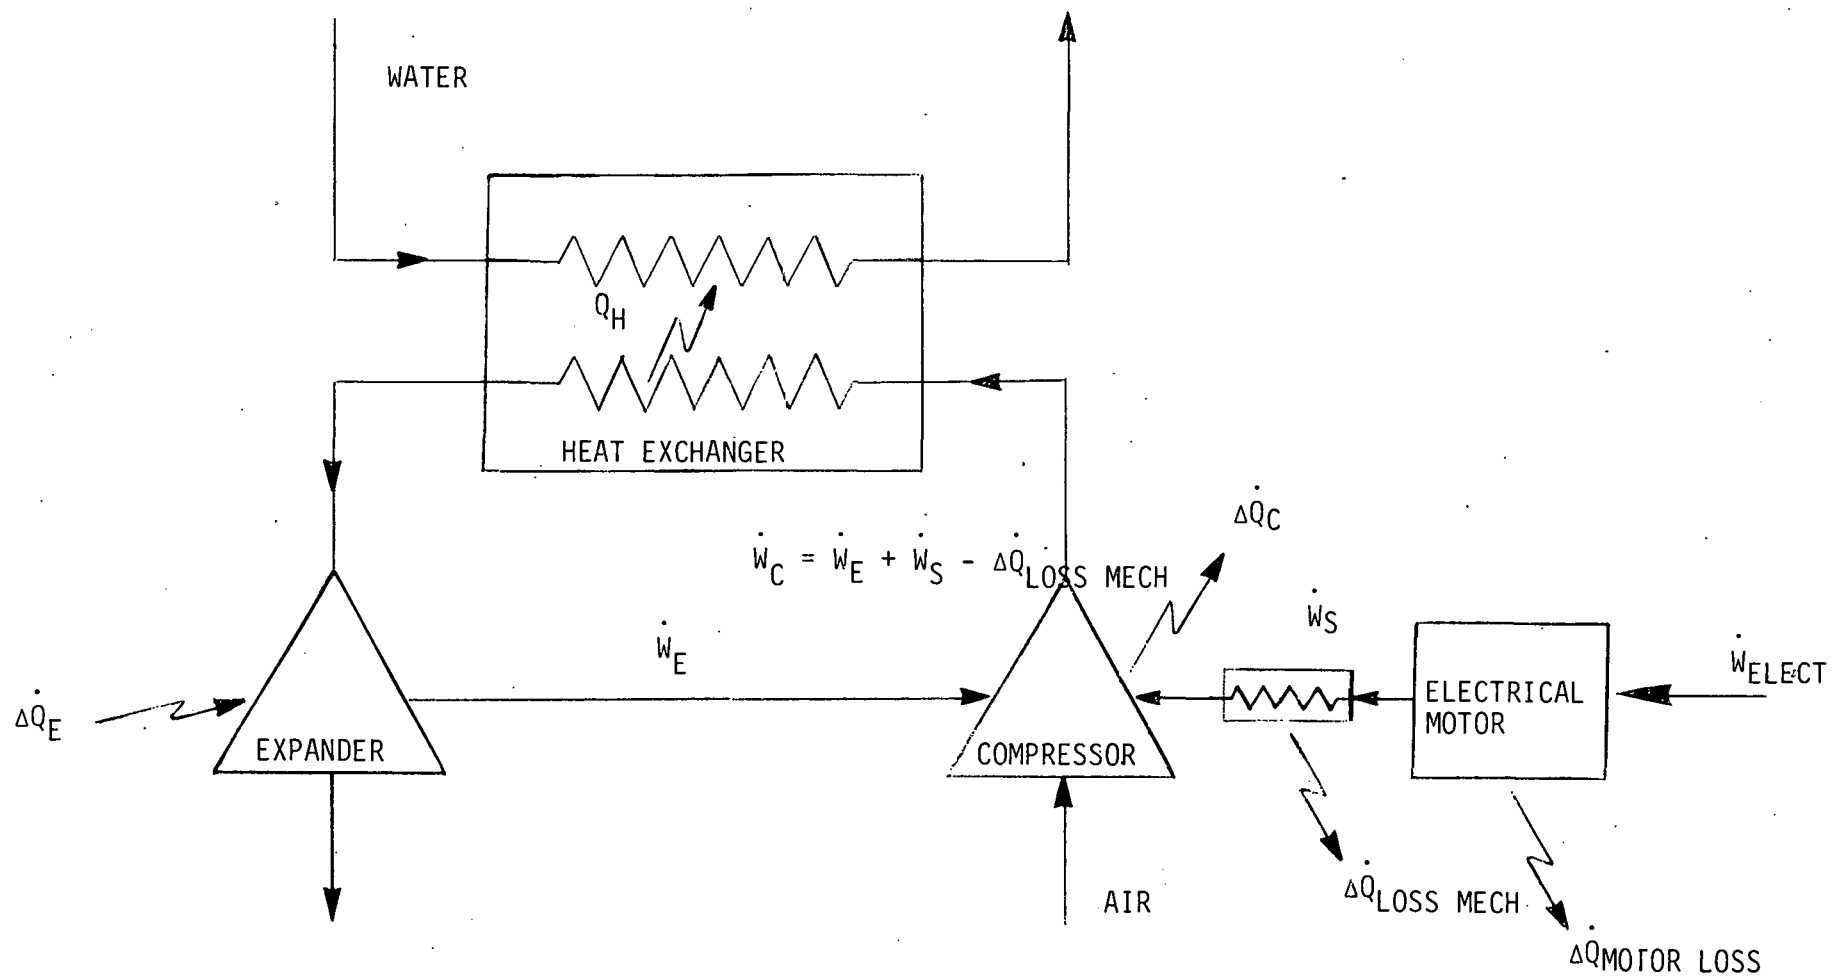 WATER
Q_H
HEAT EXCHANGER
ΔQ̇_C
Ẇ_C = Ẇ_E + Ẇ_S - ΔQ̇_LOSS MECH
Ẇ_S
Ẇ_E
Ẇ_ELECT
ΔQ̇_E
ELECTRICAL
MOTOR
EXPANDER
COMPRESSOR
AIR
ΔQ̇_LOSS MECH
ΔQ̇_MOTOR LOSS